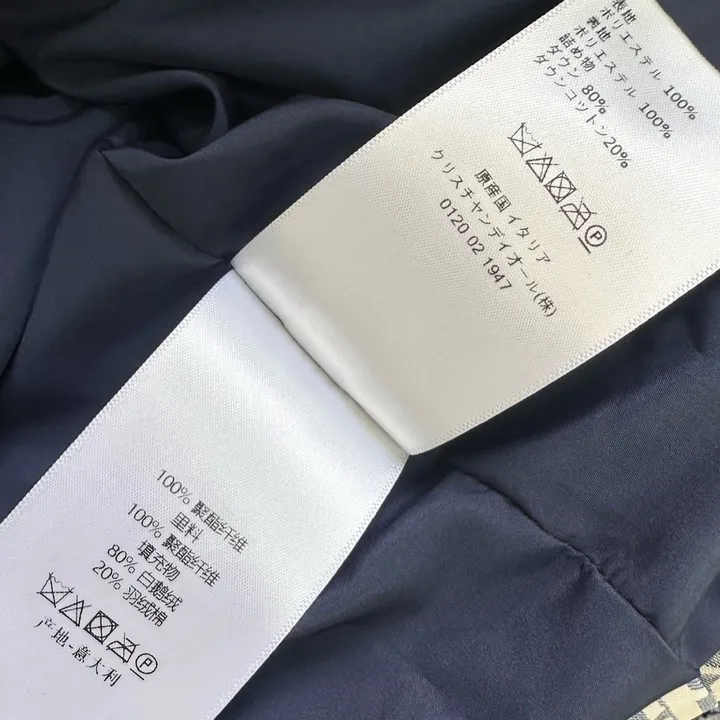 表地
ポリエステル 100%
裏地
ポリエステル 100%
詰め物
ダウン 80%
ダウンコットン20%
P
原産国 イタリア
クリスチャンディオール(株)
0120 02 1947
100% 聚酯纤维
里料
100% 聚酯纤维
填充物
80% 白鹅绒
20% 羽绒棉
P
产地-意大利